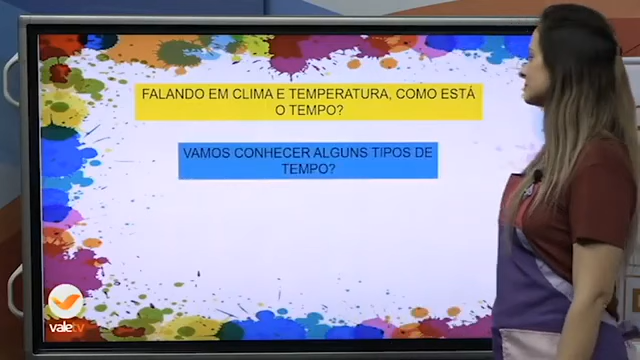 FALANDO EM CLIMA E TEMPERATURA, COMO ESTÁ
O TEMPO?
VAMOS CONHECER ALGUNS TIPOS DE
TEMPO?
valetv